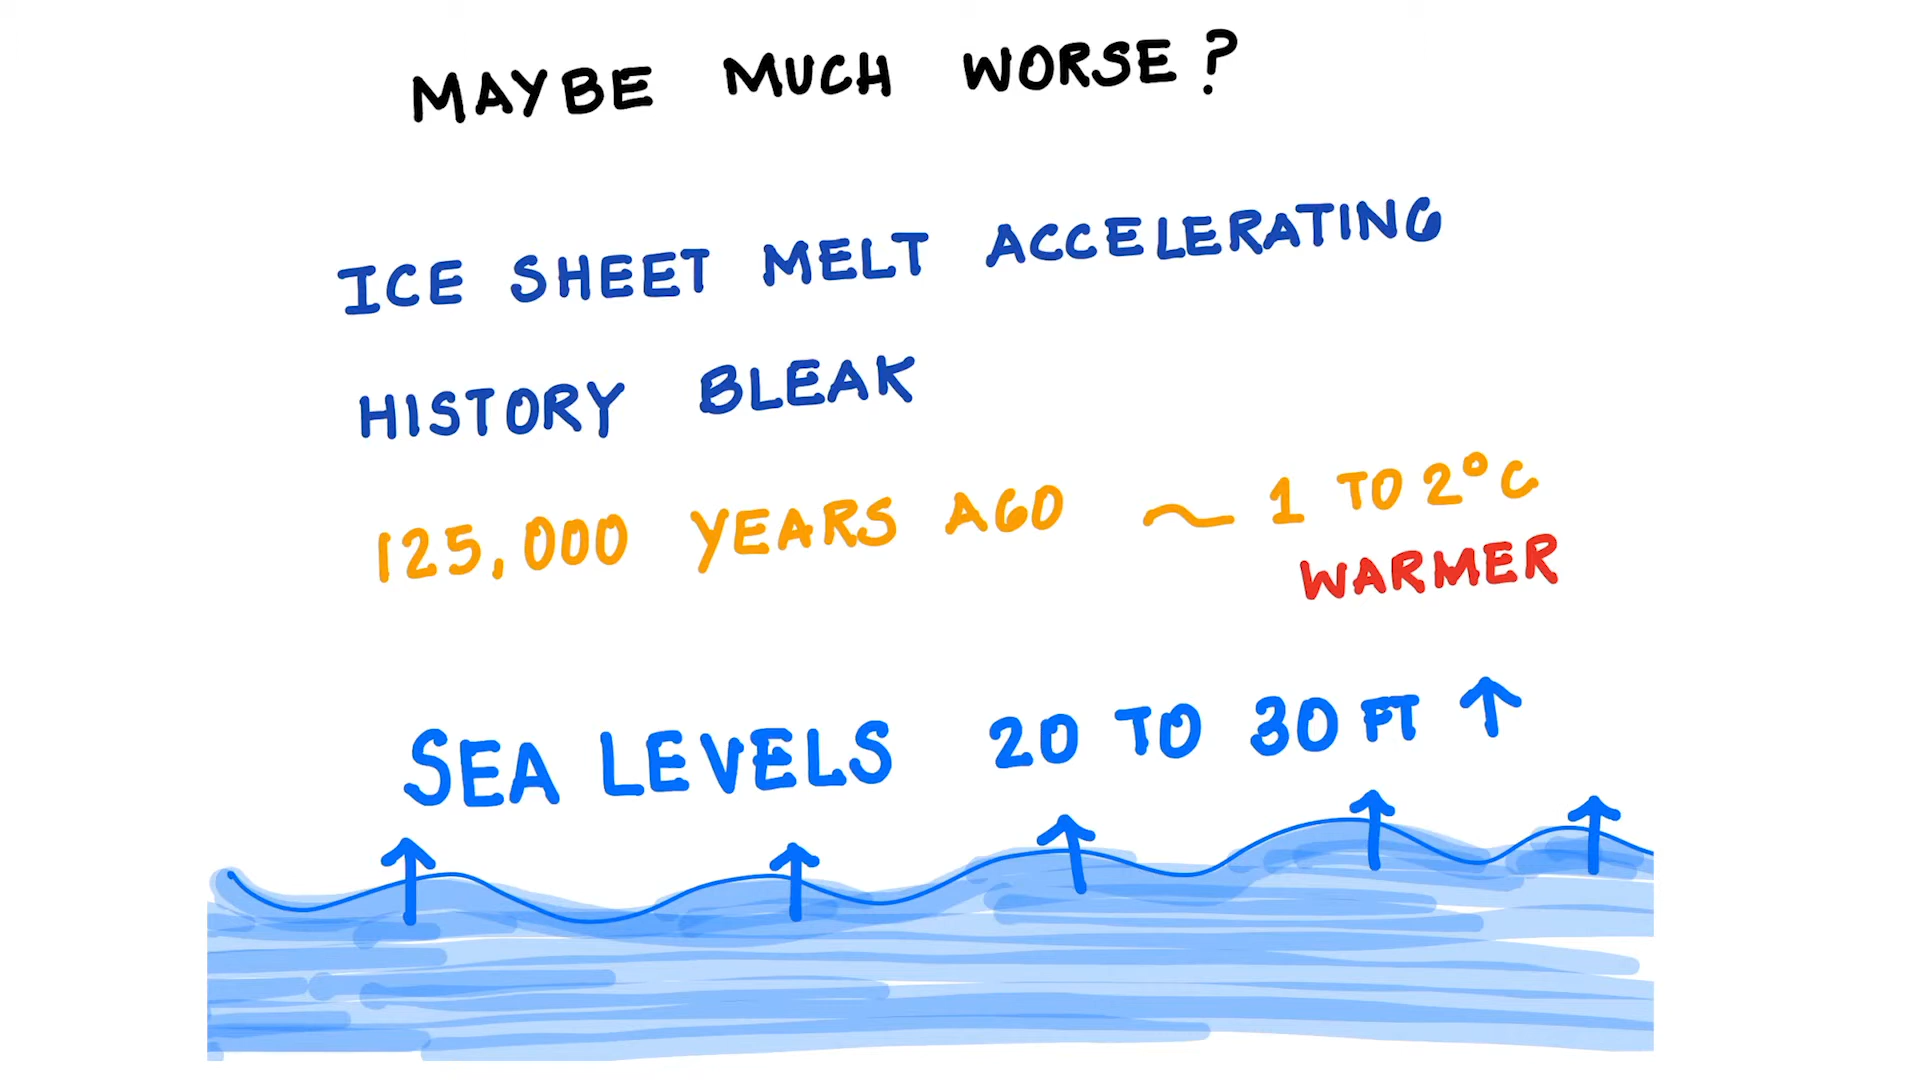 MAYBE MUCH WORSE?
ICE SHEET MELT ACCELERATING
HISTORY BLEAK
125,000 YEARS AGO ~ 1 TO 2°C
WARMER
SEA LEVELS 20 TO 30 FT ↑